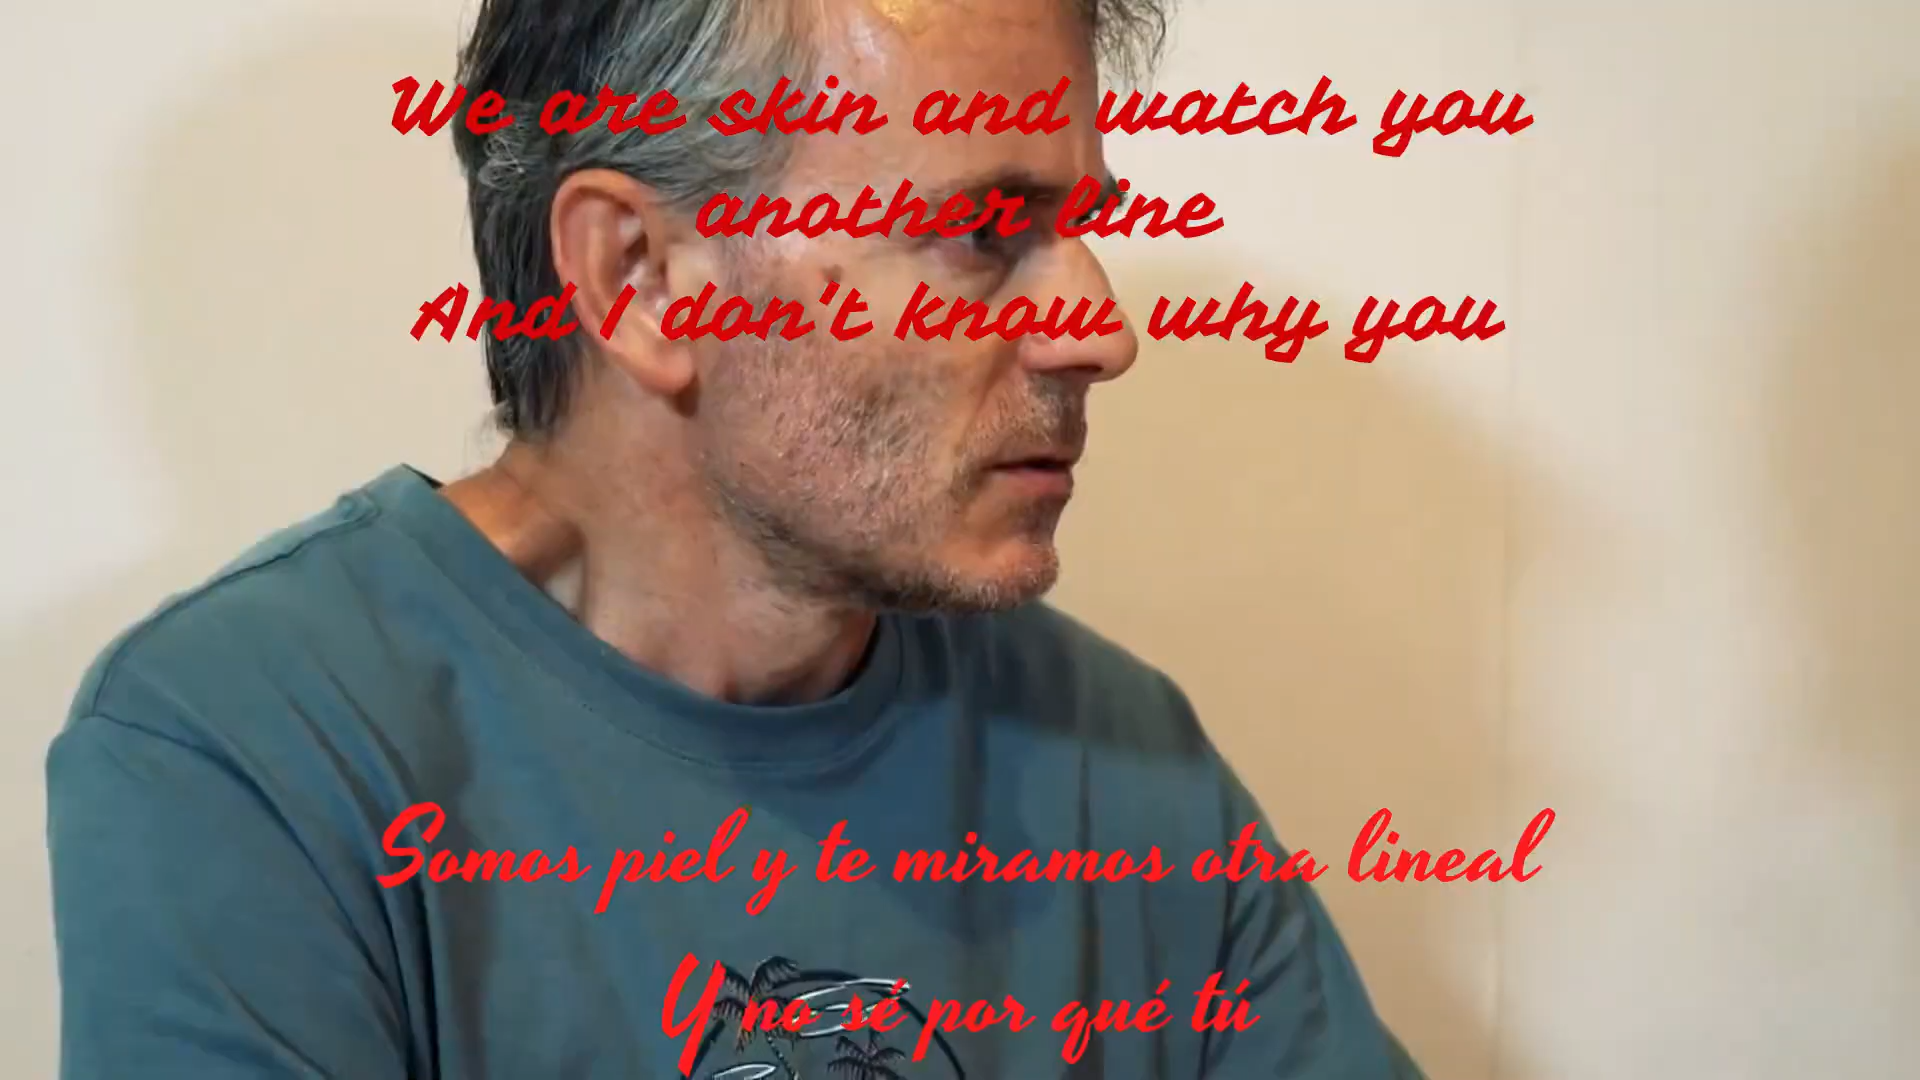 We are skin and watch you
another line
And I don't know why you
Somos piel y te miramos otra lineal
Y no sé por qué tú